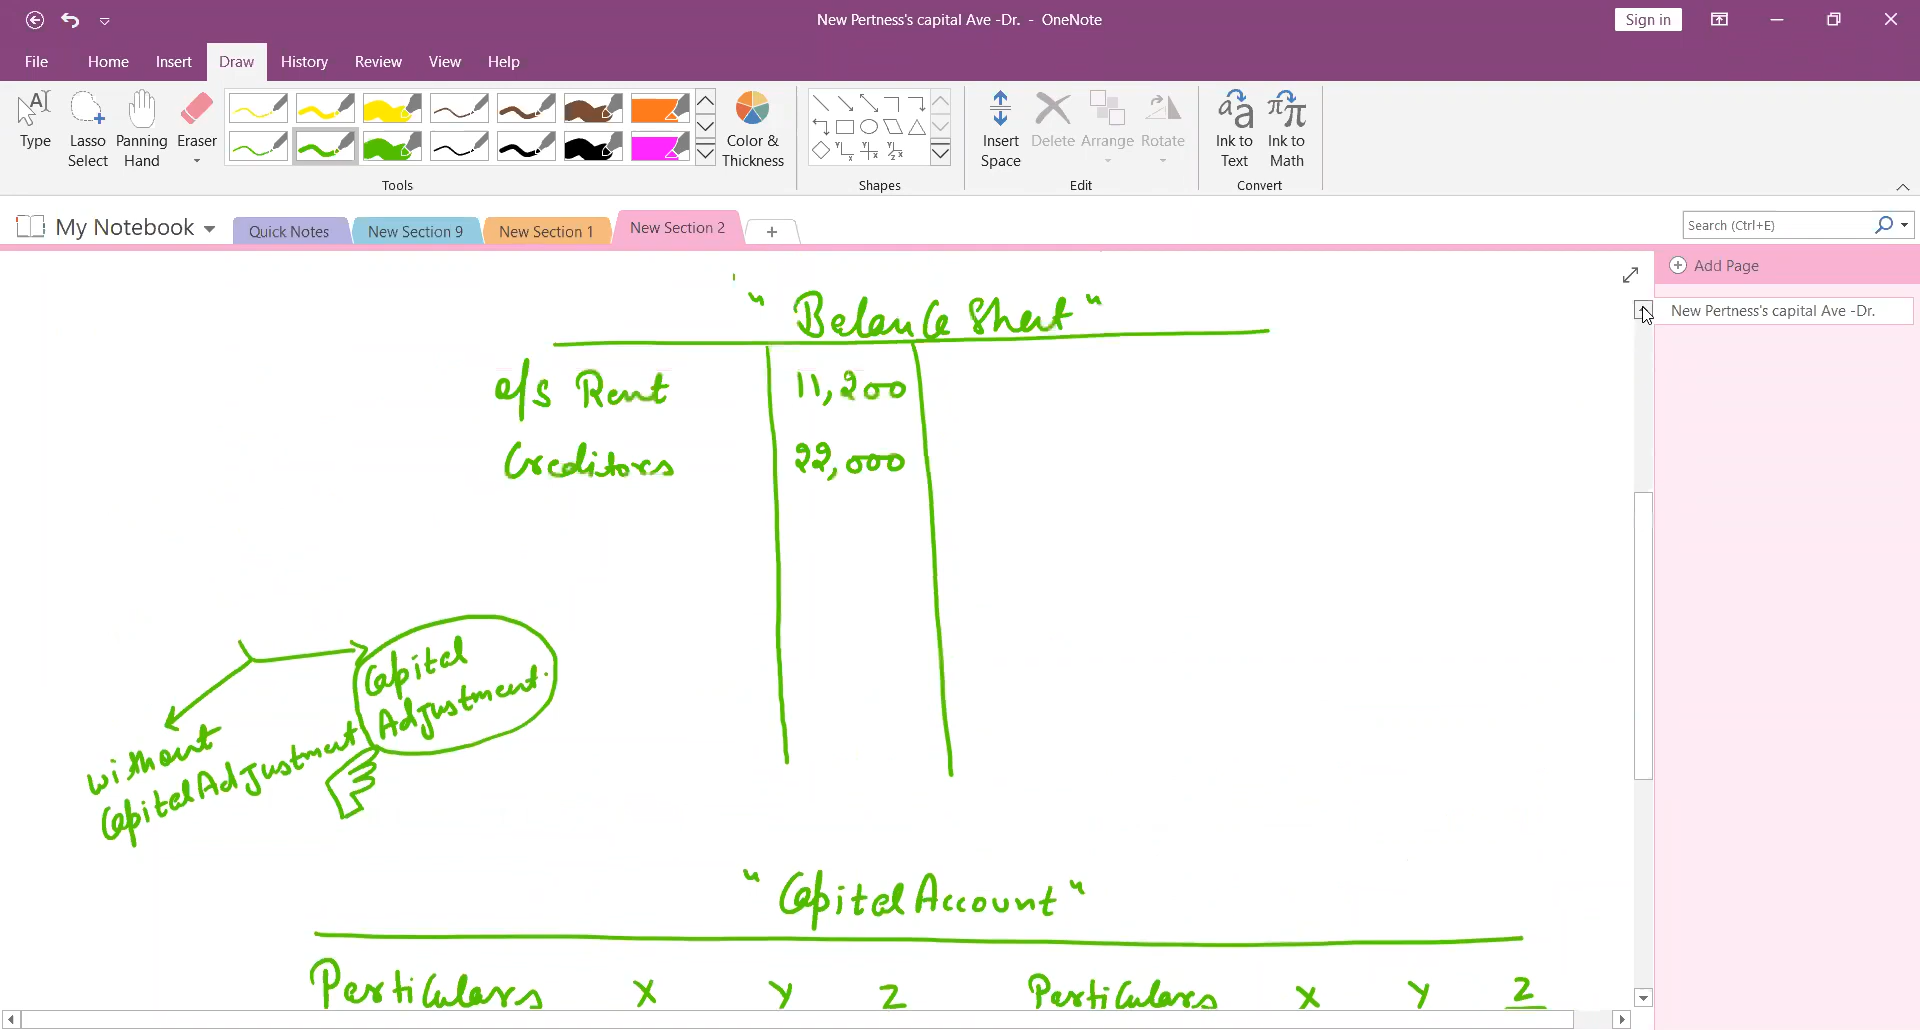 New Pertness's capital Ave -Dr. - OneNote
Sign in
File Home Insert Draw History Review View Help
Type
Lasso Select
Panning Hand
Eraser
Color & Thickness
Insert Space
Delete
Arrange
Rotate
Ink to Text
Ink to Math
Tools
Shapes
Edit
Convert
My Notebook
Quick Notes
New Section 9
New Section 1
New Section 2
Search (Ctrl+E)
Add Page
New Pertness's capital Ave -Dr.
" Balance Sheet "
o/s Rent 11,200
Creditors 22,000
Capital
Adjustment.
without
Capital Adjustment
" Capital Account "
Particulars X Y Z Particulars X Y Z